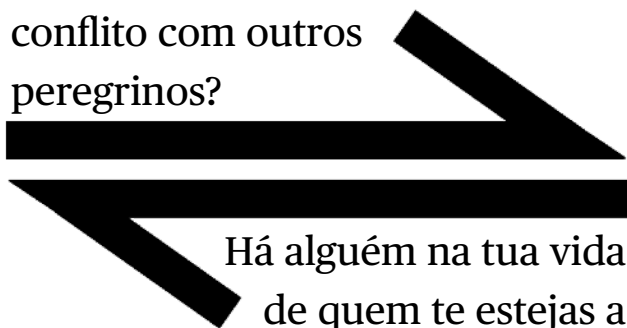 conflito com outros
peregrinos?
Há alguém na tua vida
de quem te estejas a